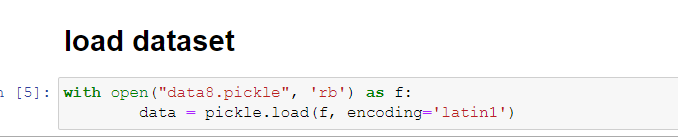 load dataset
n [5]: with open("data8.pickle", 'rb') as f:
data = pickle.load(f, encoding='latin1')